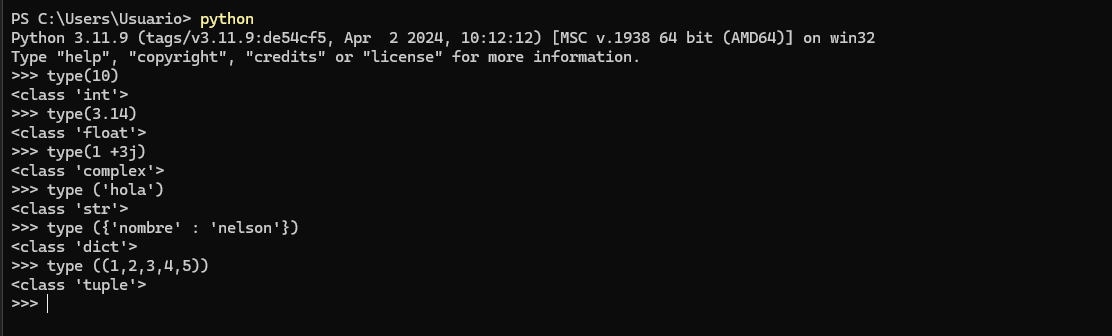 PS C:\Users\Usuario> python
Python 3.11.9 (tags/v3.11.9:de54cf5, Apr  2 2024, 10:12:12) [MSC v.1938 64 bit (AMD64)] on win32
Type "help", "copyright", "credits" or "license" for more information.
>>> type(10)
<class 'int'>
>>> type(3.14)
<class 'float'>
>>> type(1 +3j)
<class 'complex'>
>>> type ('hola')
<class 'str'>
>>> type ({'nombre' : 'nelson'})
<class 'dict'>
>>> type ((1,2,3,4,5))
<class 'tuple'>
>>>